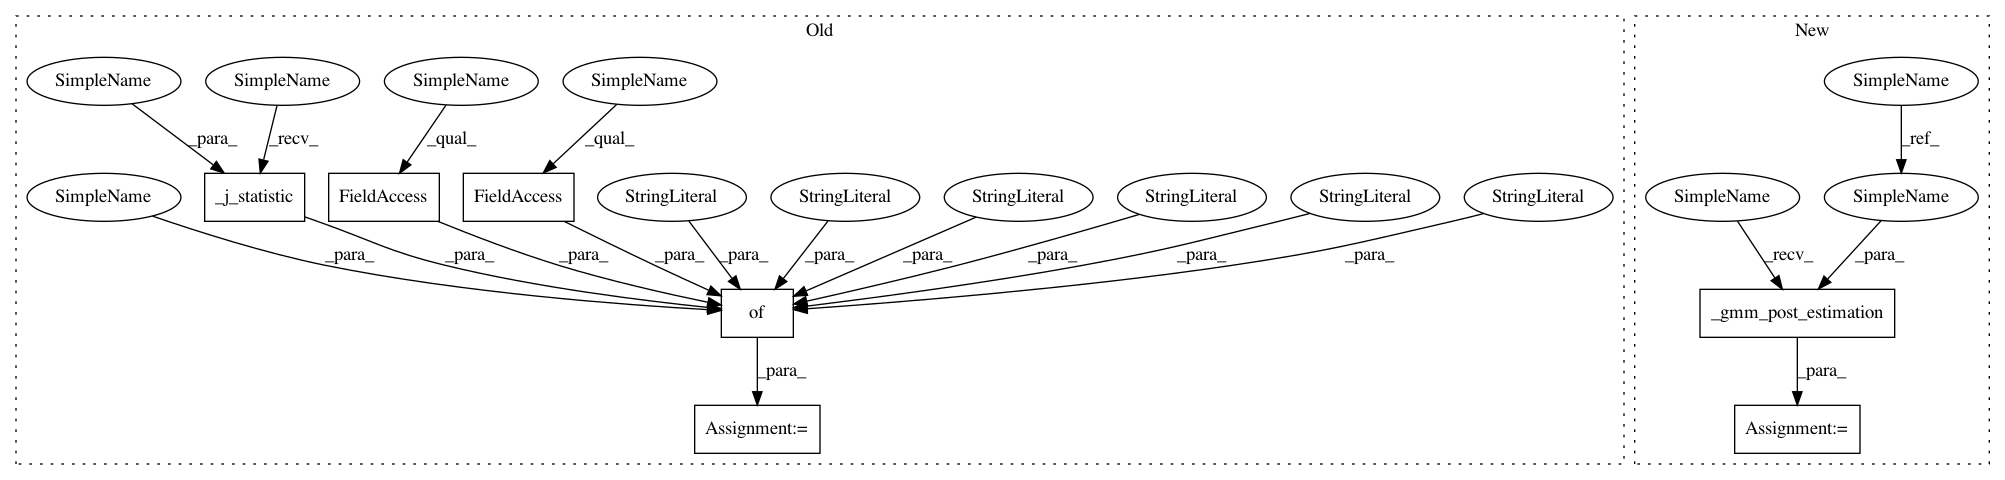 Old
New
SimpleName
SimpleName
SimpleName
SimpleName
SimpleName
_para_
_recv_
_qual_
_qual_
_ref_
SimpleName
_j_statistic
FieldAccess
FieldAccess
StringLiteral
StringLiteral
StringLiteral
StringLiteral
StringLiteral
StringLiteral
SimpleName
SimpleName
_para_
_para_
_para_
_para_
_para_
_para_
_para_
_para_
_para_
_para_
_recv_
_para_
of
_gmm_post_estimation
_para_
_para_
Assignment:=
Assignment:=